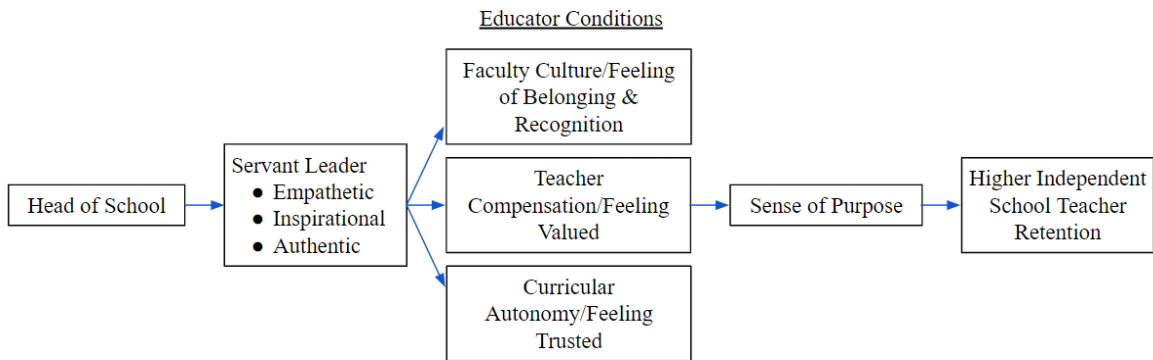 Educator Conditions
Faculty Culture/Feeling
of Belonging &
Recognition
Head of School
Servant Leader
● Empathetic
● Inspirational
● Authentic
Teacher
Compensation/Feeling
Valued
Curricular
Autonomy/Feeling
Trusted
Sense of Purpose
Higher Independent
School Teacher
Retention